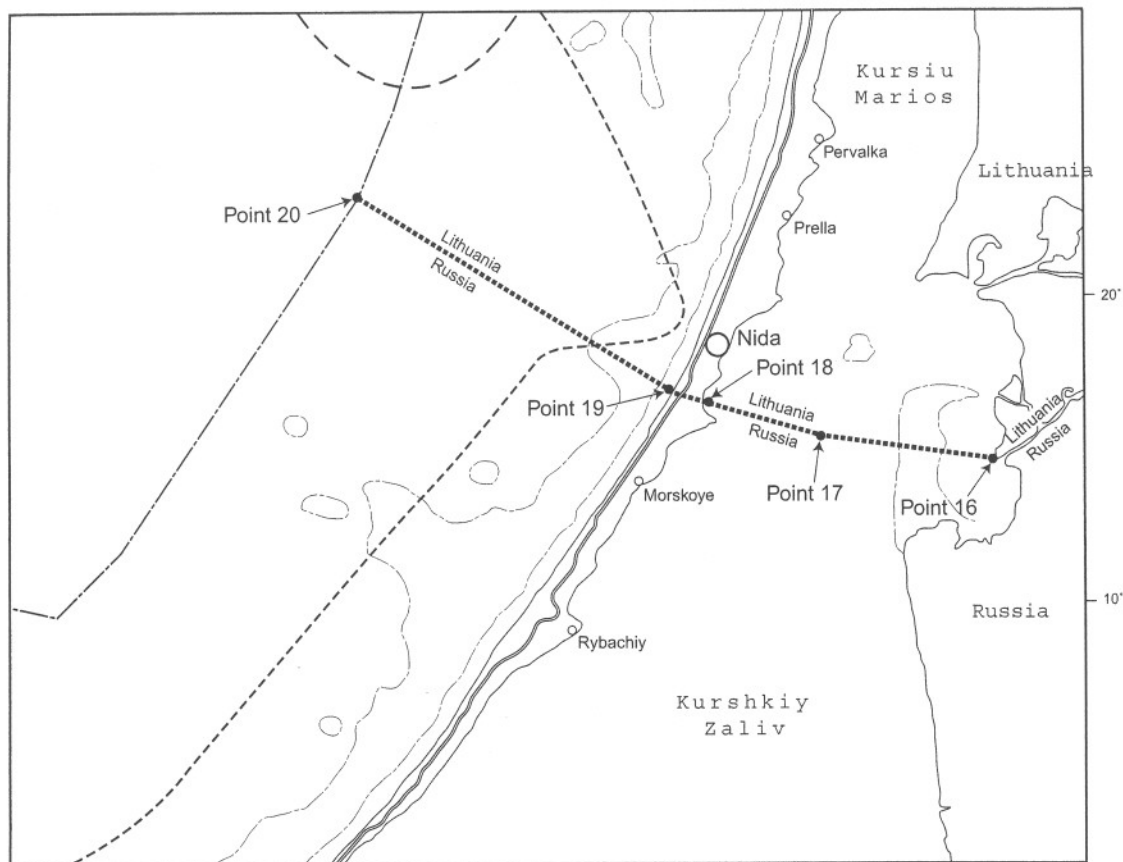 Kursiu
Marios
Pervalka
Lithuania
Point 20
Prella
Lithuania
Russia
20'
Nida
Point 18
Point 19
Lithuania
Russia
Lithuania
Russia
Point 17
Point 16
Morskoye
10'
Russia
Rybachiy
Kurshkiy
Zaliv